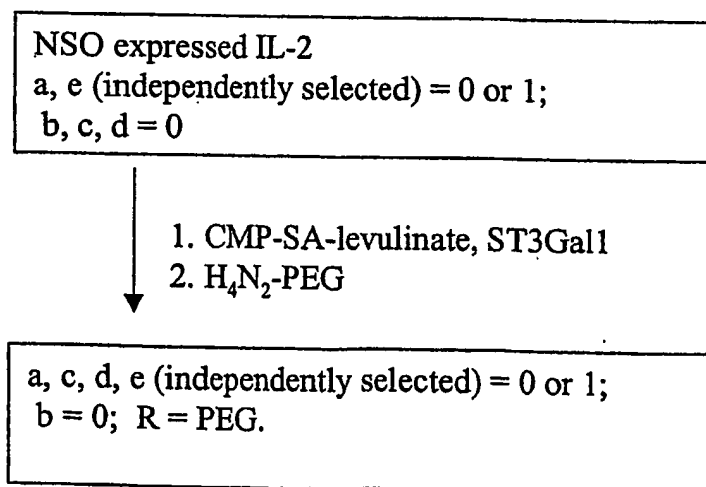 NSO expressed IL-2
a, e (independently selected) = 0 or 1;
b, c, d = 0
1. CMP-SA-levulinate, ST3Gal1
2. H₄N₂-PEG
a, c, d, e (independently selected) = 0 or 1;
b = 0; R = PEG.